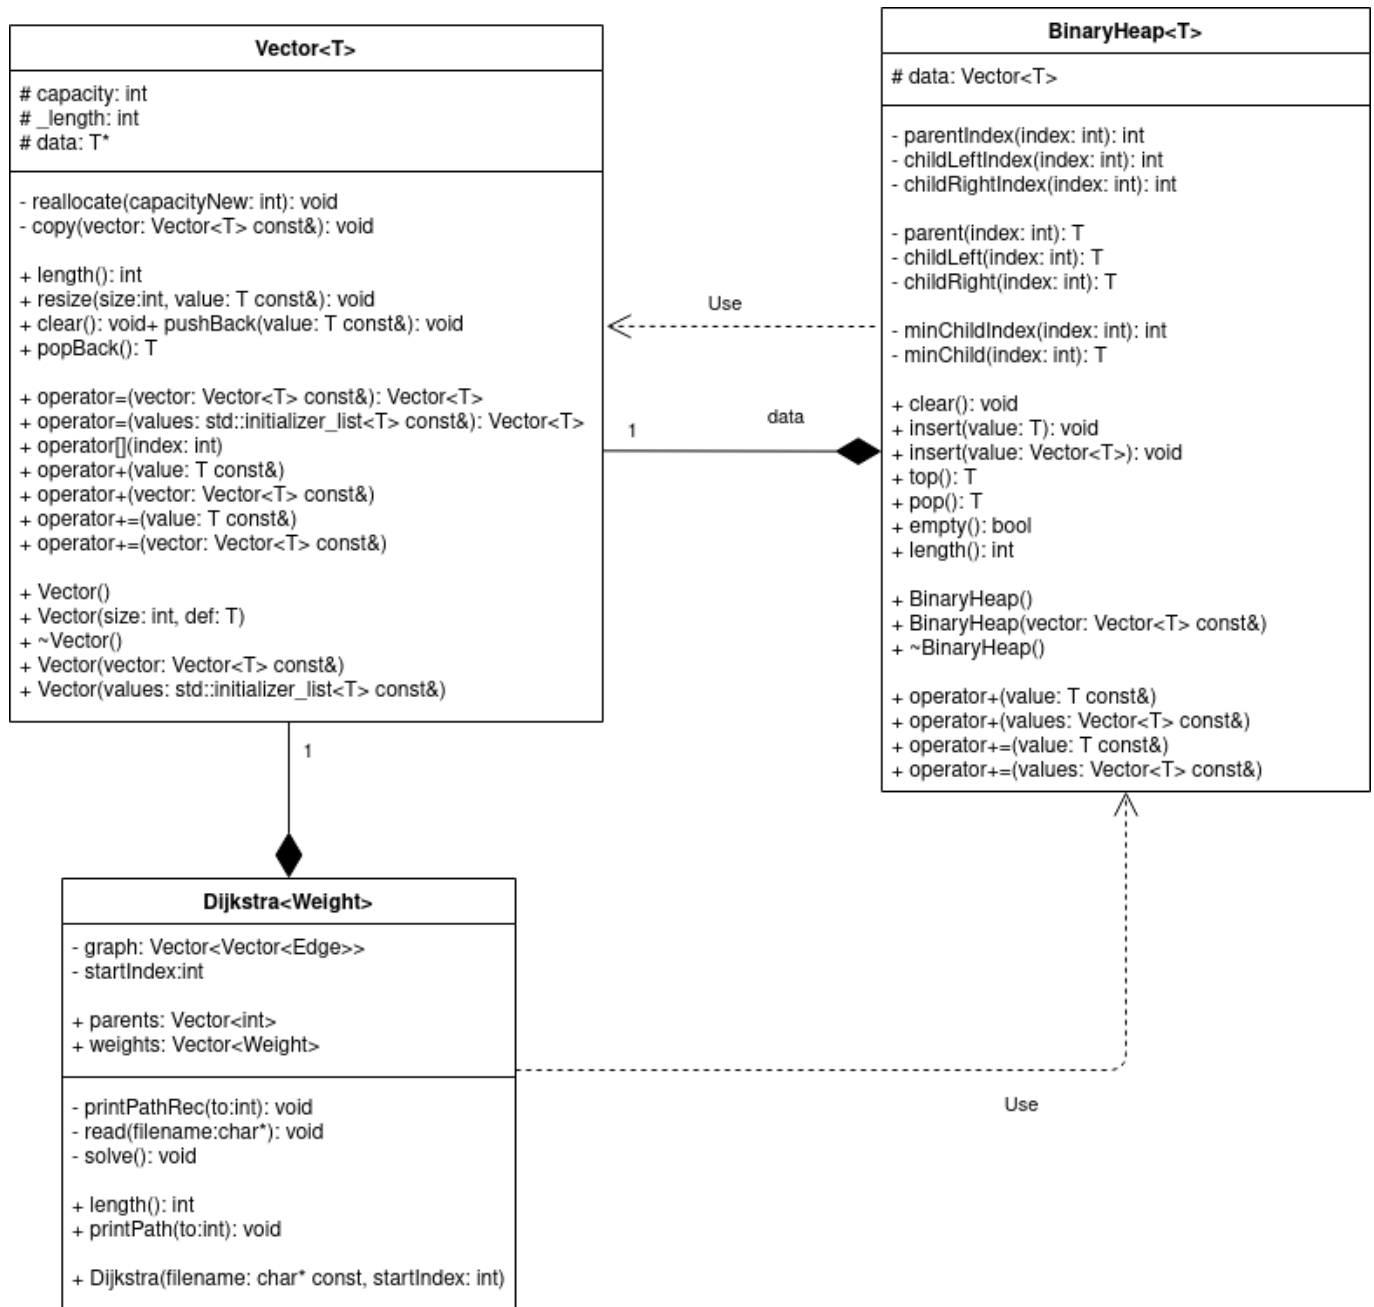 Vector<T>
# capacity: int
# _length: int
# data: T*
- reallocate(capacityNew: int): void
- copy(vector: Vector<T> const&): void
+ length(): int
+ resize(size:int, value: T const&): void
+ clear(): void+ pushBack(value: T const&): void
+ popBack(): T
+ operator=(vector: Vector<T> const&): Vector<T>
+ operator=(values: std::initializer_list<T> const&): Vector<T>
+ operator[](index: int)
+ operator+(value: T const&)
+ operator+(vector: Vector<T> const&)
+ operator+=(value: T const&)
+ operator+=(vector: Vector<T> const&)
+ Vector()
+ Vector(size: int, def: T)
+ ~Vector()
+ Vector(vector: Vector<T> const&)
+ Vector(values: std::initializer_list<T> const&)
Use
data
1
BinaryHeap<T>
# data: Vector<T>
- parentIndex(index: int): int
- childLeftIndex(index: int): int
- childRightIndex(index: int): int
- parent(index: int): T
- childLeft(index: int): T
- childRight(index: int): T
- minChildIndex(index: int): int
- minChild(index: int): T
+ clear(): void
+ insert(value: T): void
+ insert(value: Vector<T>): void
+ top(): T
+ pop(): T
+ empty(): bool
+ length(): int
+ BinaryHeap()
+ BinaryHeap(vector: Vector<T> const&)
+ ~BinaryHeap()
+ operator+(value: T const&)
+ operator+(values: Vector<T> const&)
+ operator+=(value: T const&)
+ operator+=(values: Vector<T> const&)
1
Dijkstra<Weight>
- graph: Vector<Vector<Edge>>
- startIndex:int
+ parents: Vector<int>
+ weights: Vector<Weight>
- printPathRec(to:int): void
- read(filename:char*): void
- solve(): void
+ length(): int
+ printPath(to:int): void
+ Dijkstra(filename: char* const, startIndex: int)
Use